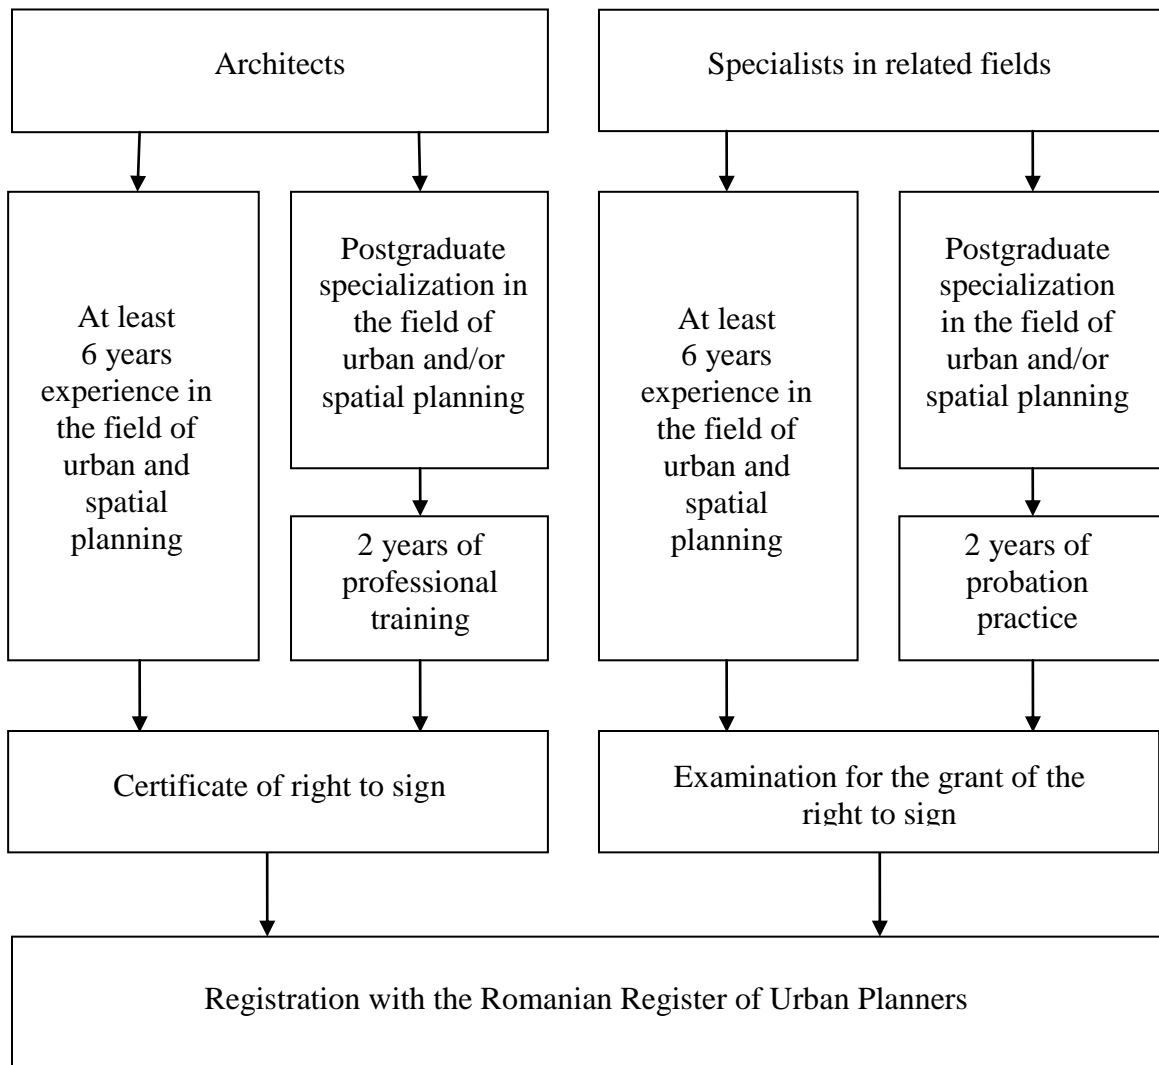 Architects
Specialists in related fields
At least
6 years
experience in
the field of
urban and
spatial
planning
Postgraduate
specialization in
the field of
urban and/or
spatial planning
2 years of
professional
training
At least
6 years
experience in
the field of
urban and
spatial
planning
Postgraduate
specialization
in the field of
urban and/or
spatial planning
2 years of
probation
practice
Certificate of right to sign
Examination for the grant of the
right to sign
Registration with the Romanian Register of Urban Planners